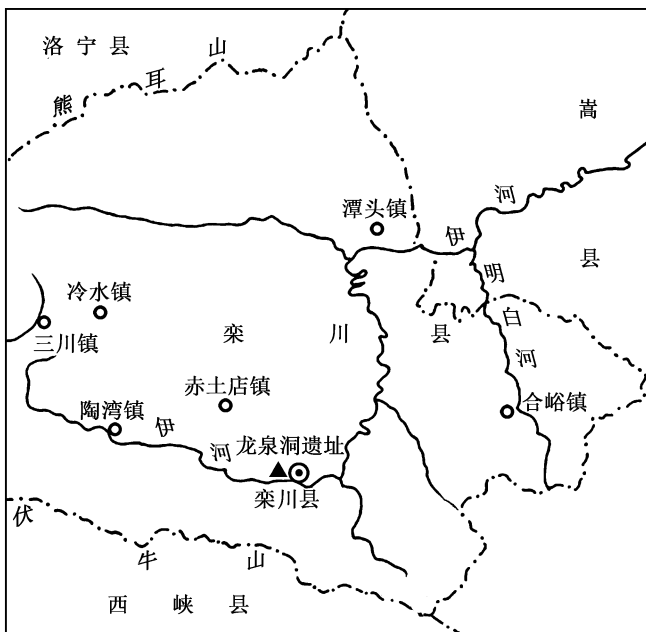 洛宁县
熊耳山
嵩县
潭头镇
伊河
明白河
冷水镇
三川镇
栾川县
赤土店镇
合峪镇
陶湾镇
伊河
龙泉洞遗址
栾川县
伏牛山
西峡县